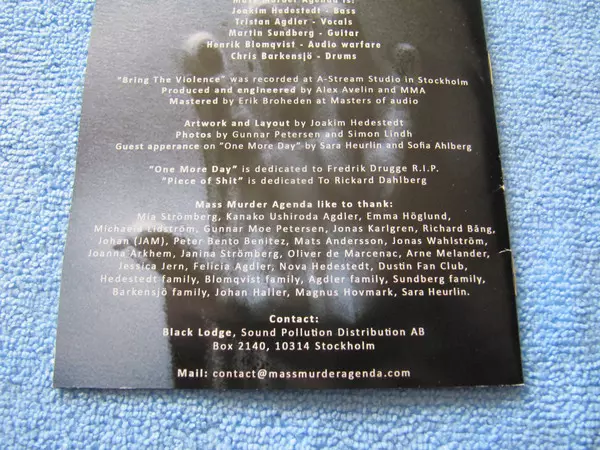 Mass Murder Agenda is:
Joakim Hedestedt - Bass
Tristan Agdler - Vocals
Martin Sundberg - Guitar
Henrik Blomqvist - Audio warfare
Chris Barkensjö - Drums
"Bring The Violence" was recorded at A-Stream Studio in Stockholm
Produced and engineered by Alex Avelin and MMA
Mastered by Erik Broheden at Masters of audio
Artwork and Layout by Joakim Hedestedt
Photos by Gunnar Petersen and Simon Lindh
Guest apperance on "One More Day" by Sara Heurlin and Sofia Ahlberg
"One More Day" is dedicated to Fredrik Drugge R.I.P.
"Piece of Shit" is dedicated To Rickard Dahlberg
Mass Murder Agenda like to thank:
Mia Strömberg, Kanako Ushiroda Agdler, Emma Höglund,
Michaela Lidström, Gunnar Moe Petersen, Jonas Karlgren, Richard Bång,
Johan (JAM), Peter Bento Benitez, Mats Andersson, Jonas Wahlström,
Joanna Arkhem, Janina Strömberg, Oliver de Marcenac, Arne Melander,
Jessica Jern, Felicia Agdler, Nova Hedestedt, Dustin Fan Club,
Hedestedt family, Blomqvist family, Agdler family, Sundberg family,
Barkensjö family, Johan Haller, Magnus Hovmark, Sara Heurlin.
Contact:
Black Lodge, Sound Pollution Distribution AB
Box 2140, 10314 Stockholm
Mail: contact@massmurderagenda.com